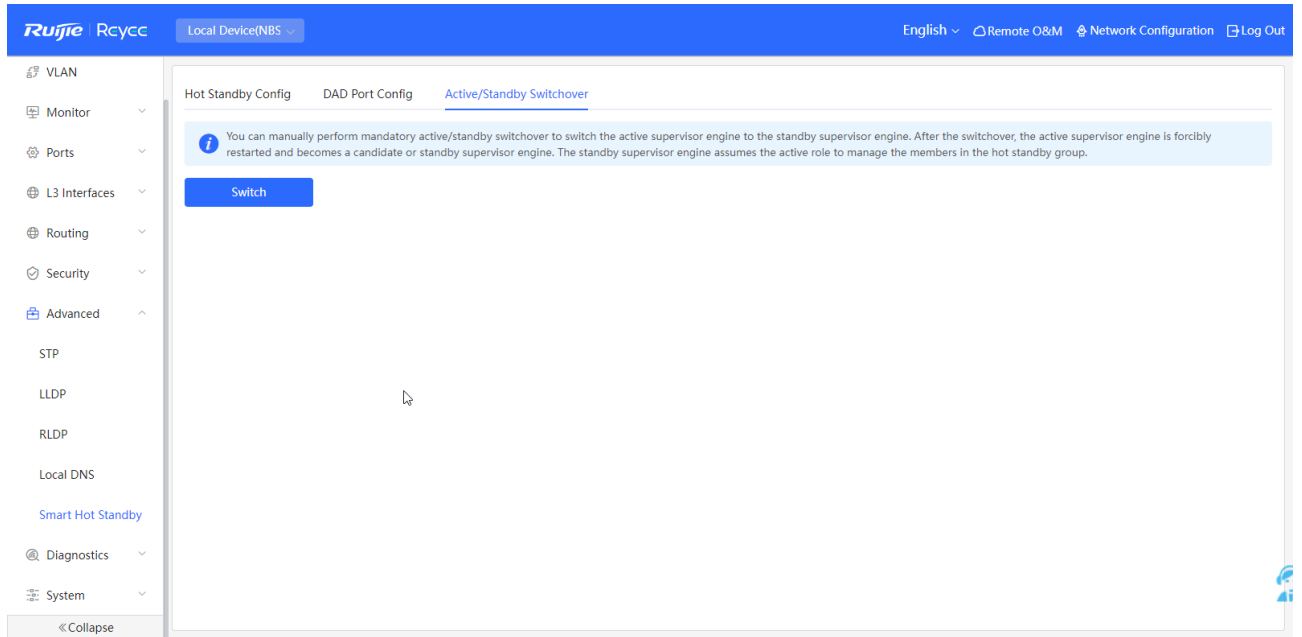 Ruijie | Rcycc Local Device(NBS English Remote O&M Network Configuration Log Out
VLAN
Monitor
Ports
L3 Interfaces
Routing
Security
Advanced
STP
LLDP
RLDP
Local DNS
Smart Hot Standby
Diagnostics
System
«Collapse
Hot Standby Config DAD Port Config Active/Standby Switchover
You can manually perform mandatory active/standby switchover to switch the active supervisor engine to the standby supervisor engine. After the switchover, the active supervisor engine is forcibly
restarted and becomes a candidate or standby supervisor engine. The standby supervisor engine assumes the active role to manage the members in the hot standby group.
Switch